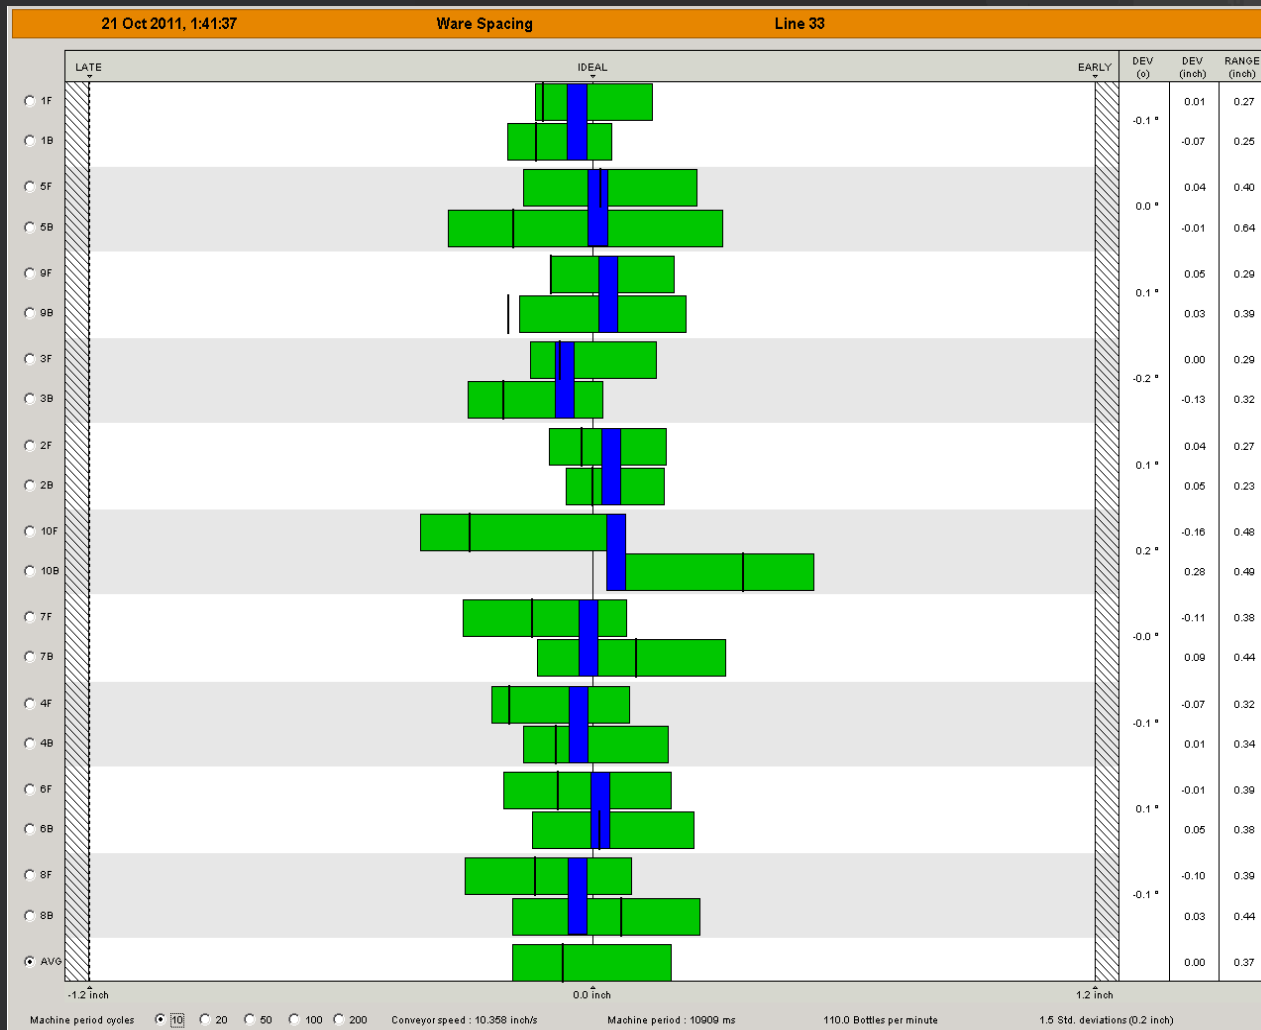 21 Oct 2011, 1:41:37 Ware Spacing Line 33
LATE IDEAL EARLY DEV (o) DEV (inch) RANGE (inch)
1F 0.01 0.27
-0.1 °
1B -0.07 0.25
5F 0.04 0.40
0.0 °
5B -0.01 0.64
9F 0.05 0.29
0.1 °
9B 0.03 0.39
3F 0.00 0.29
-0.2 °
3B -0.13 0.32
2F 0.04 0.27
0.1 °
2B 0.05 0.23
10F -0.16 0.48
0.2 °
10B 0.28 0.49
7F -0.11 0.38
-0.0 °
7B 0.09 0.44
4F -0.07 0.32
-0.1 °
4B 0.01 0.34
6F -0.01 0.39
0.1 °
6B 0.05 0.38
8F -0.10 0.39
-0.1 °
8B 0.03 0.44
AVG 0.00 0.37
-1.2 inch 0.0 inch 1.2 inch
Machine period cycles 10 20 50 100 200 Conveyor speed : 10.358 inch/s Machine period : 10909 ms 110.0 Bottles per minute 1.5 Std. deviations (0.2 inch)